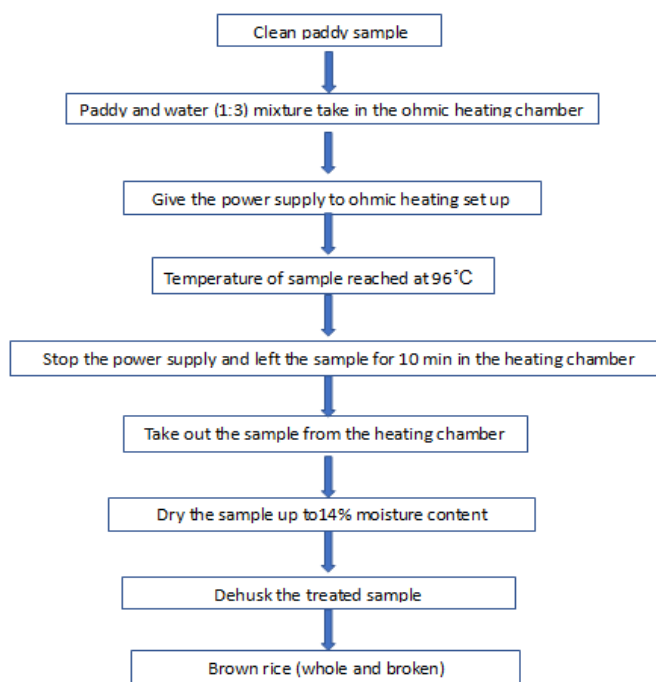 Clean paddy sample
Paddy and water (1:3) mixture take in the ohmic heating chamber
Give the power supply to ohmic heating set up
Temperature of sample reached at 96°C
Stop the power supply and left the sample for 10 min in the heating chamber
Take out the sample from the heating chamber
Dry the sample up to14% moisture content
Dehusk the treated sample
Brown rice (whole and broken)